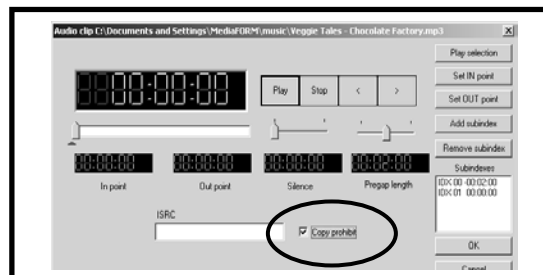 Audio clip C:\Documents and Settings\MediaFORM\music\Veggie Tales - Chocolate Factory.mp3
Play selection
Set IN point
Set OUT point
Add subindex
Remove subindex
Subindexes
IDX 00 -00:02:00
IDX 01 00:00:00
OK
Cancel
00:00:00
Play Stop < >
00:00:00 00:00:00 00:00:00 00:02:00
In point Out point Silence Pregap length
ISRC
Copy prohibit